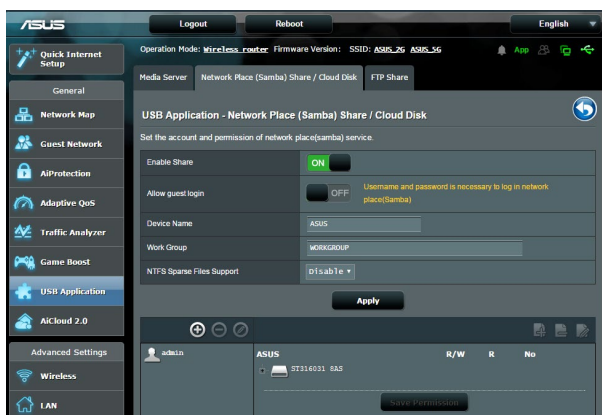 ASUS
Logout
Reboot
English
Quick Internet
Setup
Operation Mode: Wireless router Firmware Version: SSID: ASUS_2G ASUS_5G
App
General
Network Map
Guest Network
AiProtection
Adaptive QoS
Traffic Analyzer
Game Boost
USB Application
AiCloud 2.0
Advanced Settings
Wireless
LAN
Media Server
Network Place (Samba) Share / Cloud Disk
FTP Share
USB Application - Network Place (Samba) Share / Cloud Disk
Set the account and permission of network place(samba) service.
Enable Share
ON
Allow guest login
OFF
Username and password is necessary to log in network
place(Samba)
Device Name
ASUS
Work Group
WORKGROUP
NTFS Sparse Files Support
Disable
Apply
admin
ASUS
R/W
R
No
ST316031 8AS
Save Permission